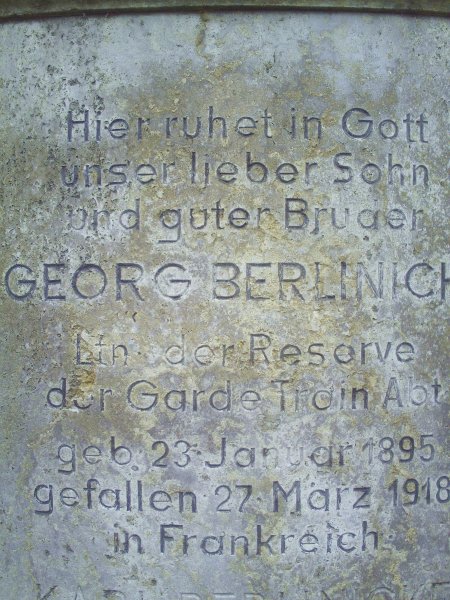 Hier ruhet in Gott
unser lieber Sohn
und guter Bruder
GEORG BERLINICH
Ltn. der Reserve
der Garde Train Abt
geb. 23. Januar 1895
gefallen 27. März 1918
in Frankreich